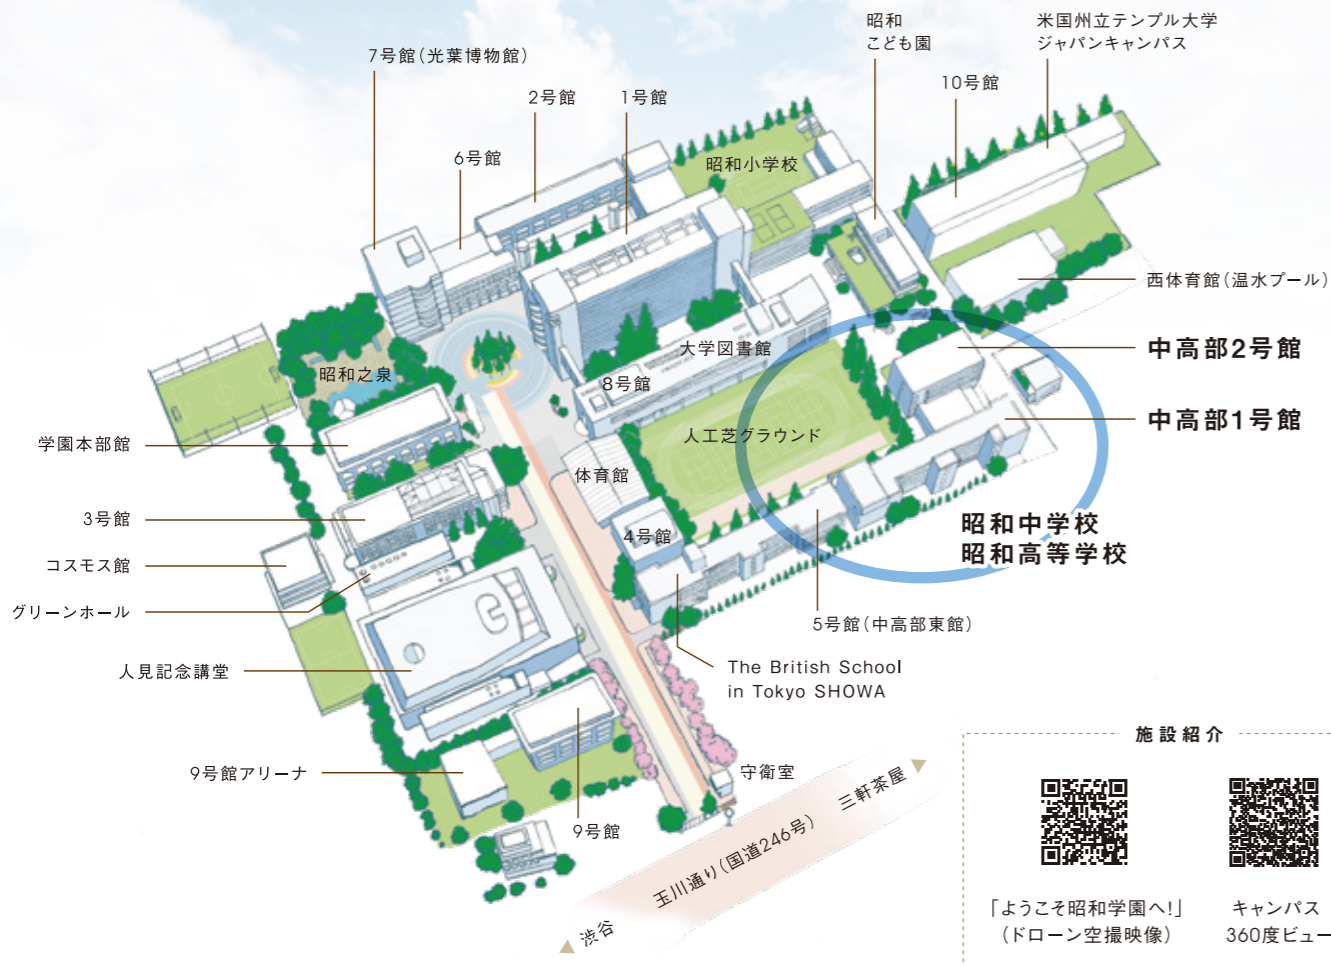 昭和
こども園
米国州立テンプル大学
ジャパンキャンパス
7号館(光葉博物館)
2号館
1号館
10号館
6号館
昭和小学校
西体育館(温水プール)
中高部2号館
大学図書館
昭和之泉
8号館
中高部1号館
学園本部館
人工芝グラウンド
体育館
3号館
4号館
昭和中学校
昭和高等学校
コスモス館
グリーンホール
5号館(中高部東館)
人見記念講堂
The British School
in Tokyo SHOWA
9号館アリーナ
守衛室
9号館
三軒茶屋
玉川通り(国道246号)
渋谷
施設紹介
「ようこそ昭和学園へ!」
(ドローン空撮映像)
キャンパス
360度ビュー